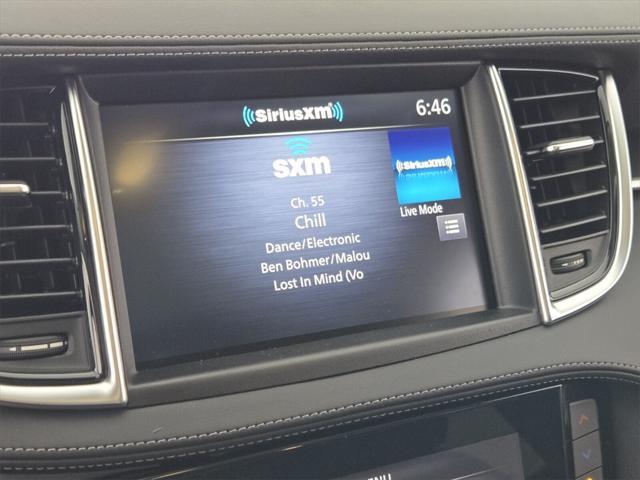 SiriusXM
6:46
sxm
SiriusXM
Ch. 55
Live Mode
Chill
Dance/Electronic
Ben Bohmer/Malou
Lost In Mind (Vo